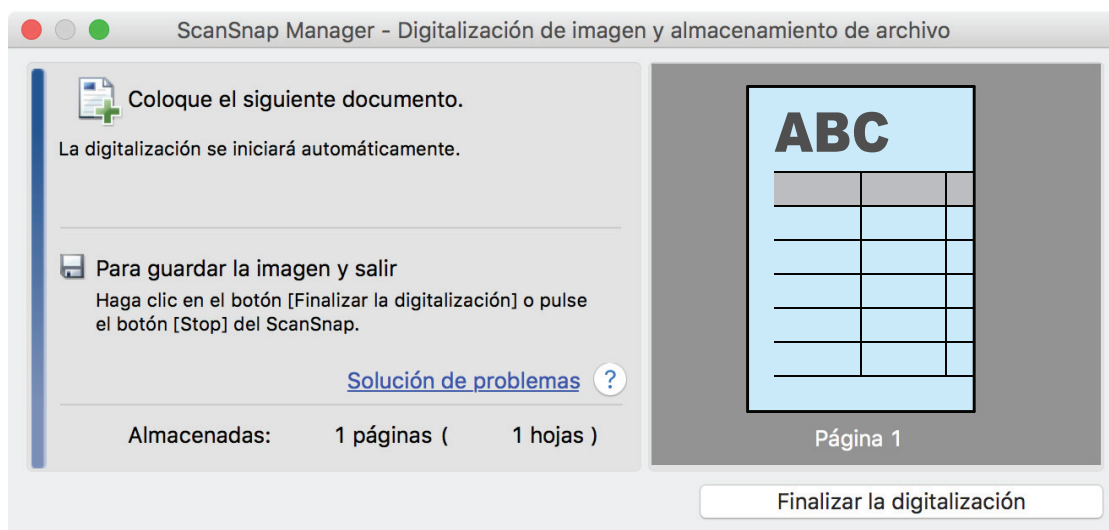 ScanSnap Manager - Digitalización de imagen y almacenamiento de archivo
Coloque el siguiente documento.
La digitalización se iniciará automáticamente.
Para guardar la imagen y salir
Haga clic en el botón [Finalizar la digitalización] o pulse
el botón [Stop] del ScanSnap.
Solución de problemas ?
Almacenadas: 1 páginas ( 1 hojas )
ABC
Página 1
Finalizar la digitalización